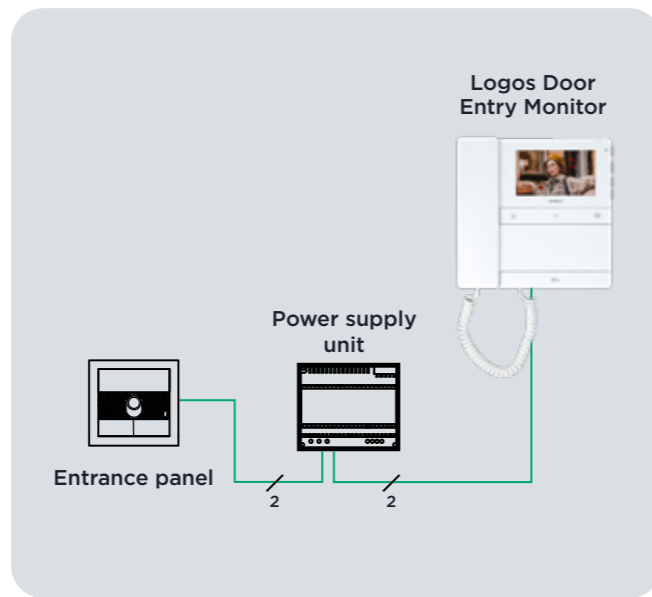 Logos Door
Entry Monitor
Power supply
unit
Entrance panel
2
2